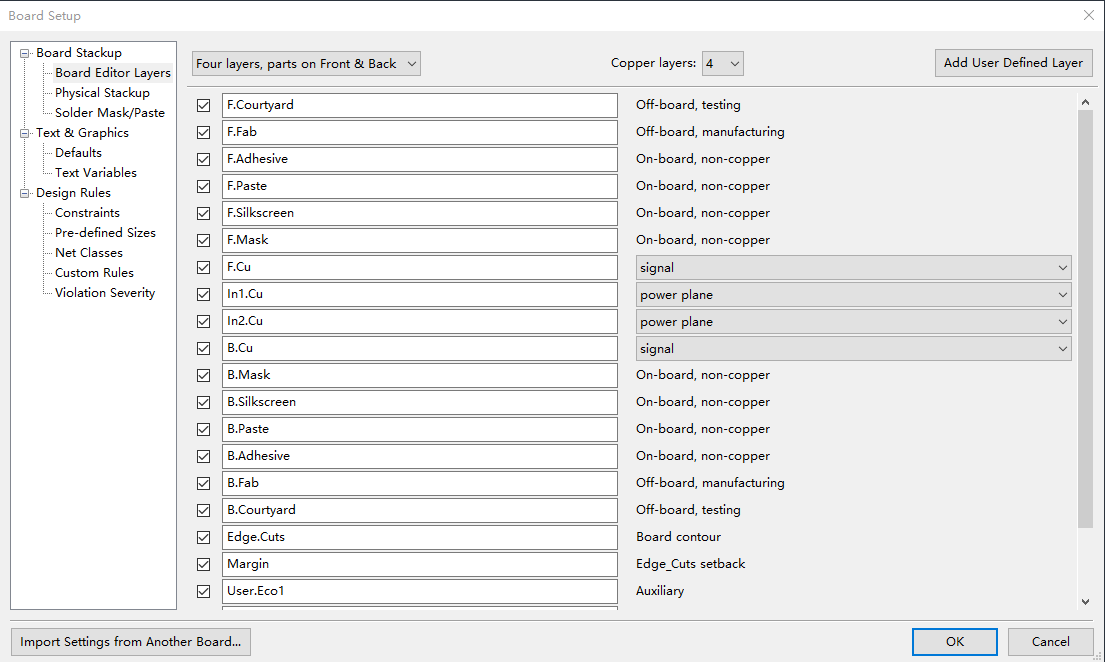 Board Setup
Board Stackup
Board Editor Layers
Physical Stackup
Solder Mask/Paste
Text & Graphics
Defaults
Text Variables
Design Rules
Constraints
Pre-defined Sizes
Net Classes
Custom Rules
Violation Severity
Four layers, parts on Front & Back
Copper layers: 4
Add User Defined Layer
F.Courtyard Off-board, testing
F.Fab Off-board, manufacturing
F.Adhesive On-board, non-copper
F.Paste On-board, non-copper
F.Silkscreen On-board, non-copper
F.Mask On-board, non-copper
F.Cu signal
In1.Cu power plane
In2.Cu power plane
B.Cu signal
B.Mask On-board, non-copper
B.Silkscreen On-board, non-copper
B.Paste On-board, non-copper
B.Adhesive On-board, non-copper
B.Fab Off-board, manufacturing
B.Courtyard Off-board, testing
Edge.Cuts Board contour
Margin Edge_Cuts setback
User.Eco1 Auxiliary
Import Settings from Another Board...
OK
Cancel